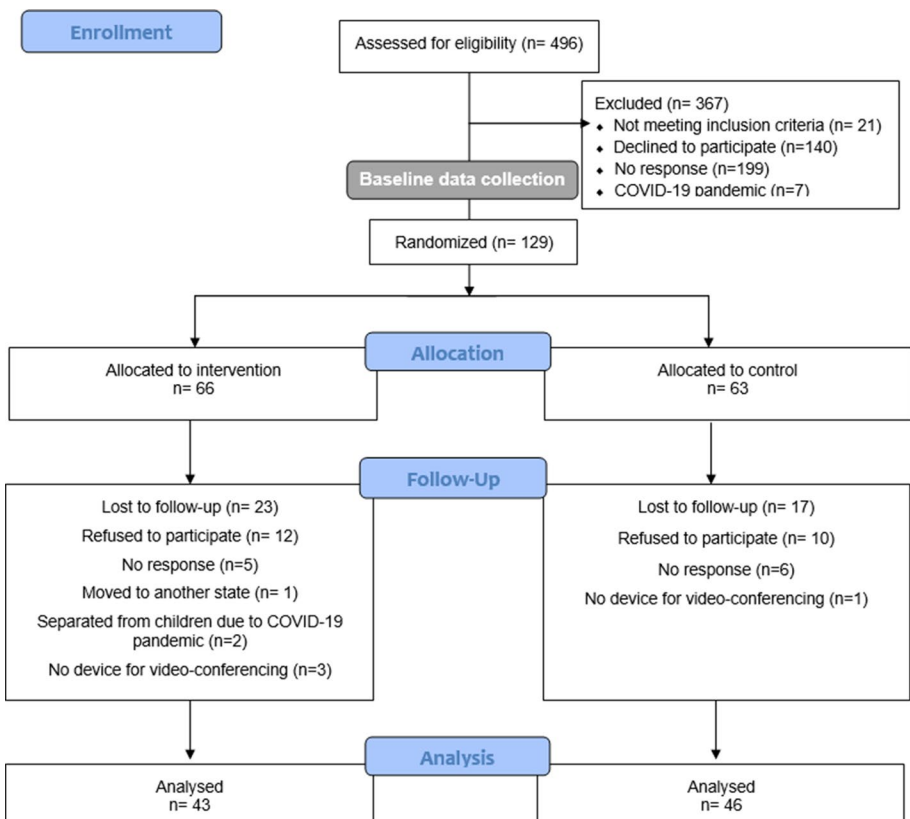 Enrollment
Assessed for eligibility (n= 496)
Excluded (n= 367)
⬥ Not meeting inclusion criteria (n= 21)
⬥ Declined to participate (n=140)
⬥ No response (n=199)
⬥ COVID-19 pandemic (n=7)
Baseline data collection
Randomized (n= 129)
Allocation
Allocated to intervention
n= 66
Allocated to control
n= 63
Follow-Up
Lost to follow-up (n= 23)
Refused to participate (n= 12)
No response (n=5)
Moved to another state (n= 1)
Separated from children due to COVID-19
pandemic (n=2)
No device for video-conferencing (n=3)
Lost to follow-up (n= 17)
Refused to participate (n= 10)
No response (n=6)
No device for video-conferencing (n=1)
Analysis
Analysed
n= 43
Analysed
n= 46